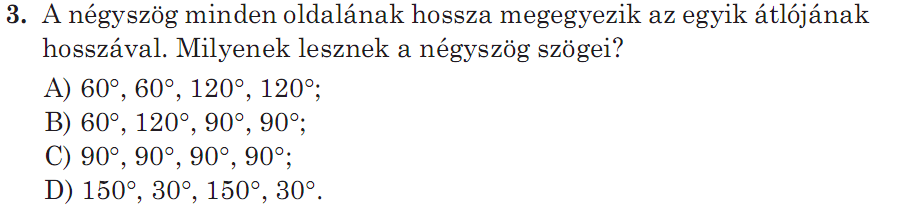 3. A négyszög minden oldalának hossza megegyezik az egyik átlójának
hosszával. Milyenek lesznek a négyszög szögei?
A) 60°, 60°, 120°, 120°;
B) 60°, 120°, 90°, 90°;
C) 90°, 90°, 90°, 90°;
D) 150°, 30°, 150°, 30°.